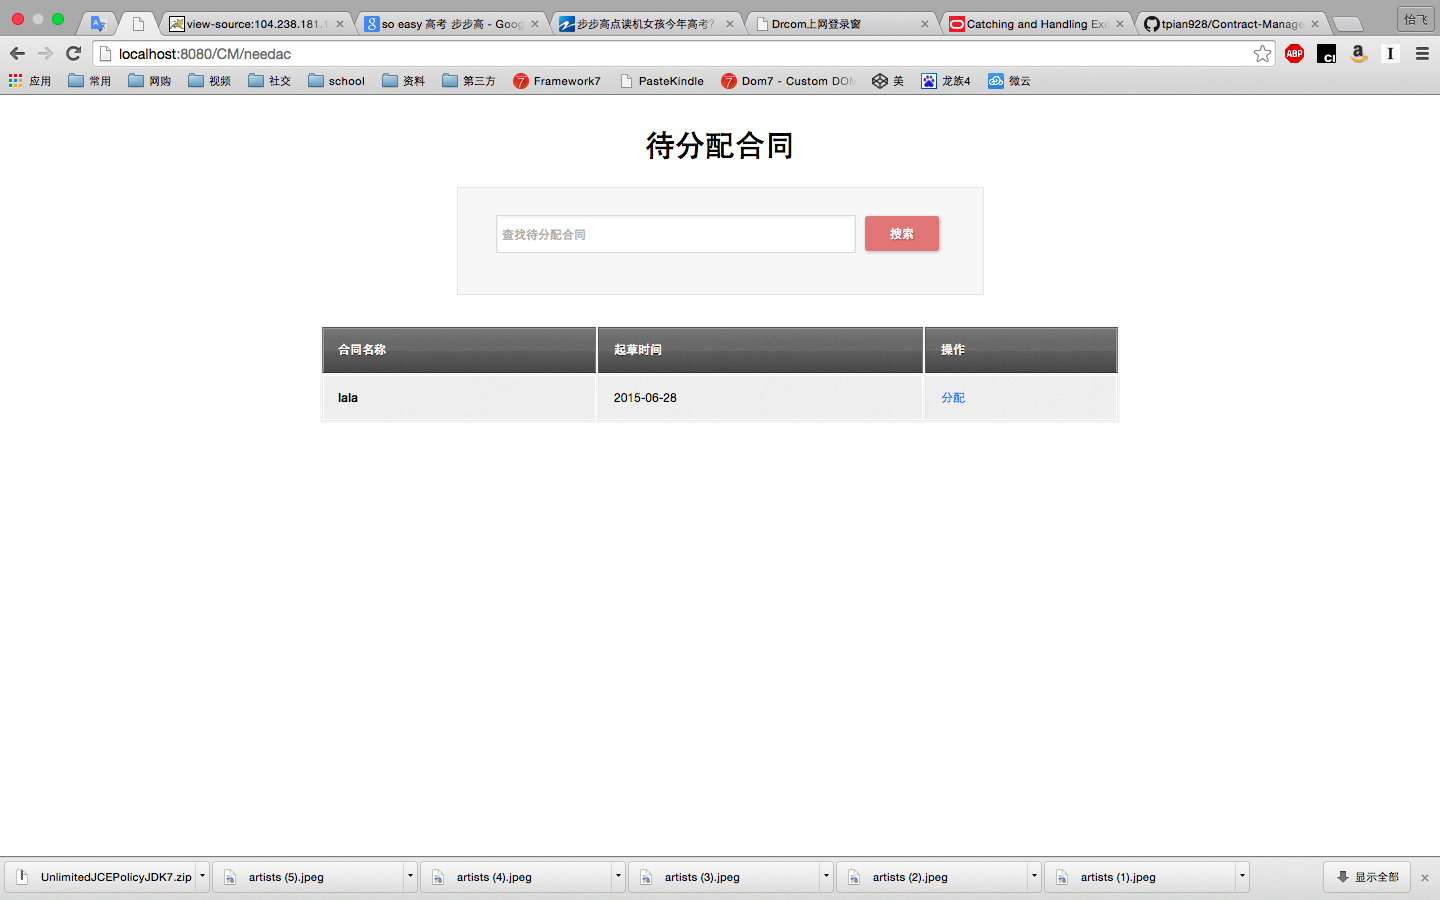 view-source:104.238.181.1
so easy 高考 步步高 - Goog
步步高点读机女孩今年高考?
Drcom上网登录窗
Catching and Handling Exc
tpian928/Contract-Manage
怡飞
localhost:8080/CM/needac
应用 常用 网购 视频 社交 school 资料 第三方 Framework7 PasteKindle Dom7 - Custom DOM 美 龙族4 微云
待分配合同
查找待分配合同 搜索
合同名称 起草时间 操作
lala 2015-06-28 分配
UnlimitedJCEPolicyJDK7.zip artists (5).jpeg artists (4).jpeg artists (3).jpeg artists (2).jpeg artists (1).jpeg 显示全部